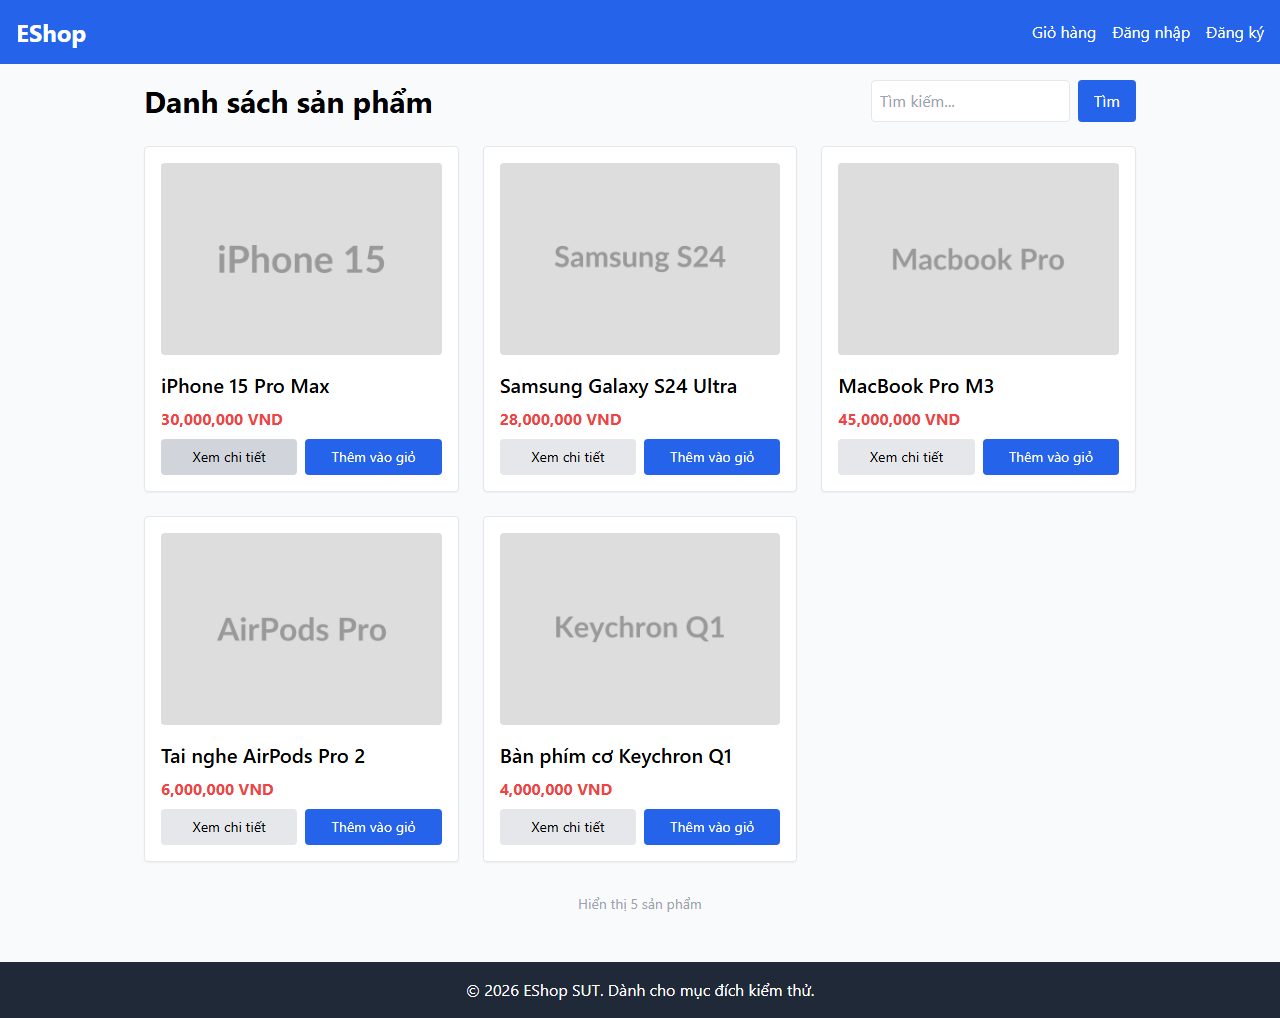 EShop
Giỏ hàng Đăng nhập Đăng ký
Danh sách sản phẩm
Tìm kiếm... Tìm
iPhone 15
Samsung S24
Macbook Pro
iPhone 15 Pro Max
Samsung Galaxy S24 Ultra
MacBook Pro M3
30,000,000 VND
28,000,000 VND
45,000,000 VND
Xem chi tiết Thêm vào giỏ
Xem chi tiết Thêm vào giỏ
Xem chi tiết Thêm vào giỏ
AirPods Pro
Keychron Q1
Tai nghe AirPods Pro 2
Bàn phím cơ Keychron Q1
6,000,000 VND
4,000,000 VND
Xem chi tiết Thêm vào giỏ
Xem chi tiết Thêm vào giỏ
Hiển thị 5 sản phẩm
© 2026 EShop SUT. Dành cho mục đích kiểm thử.